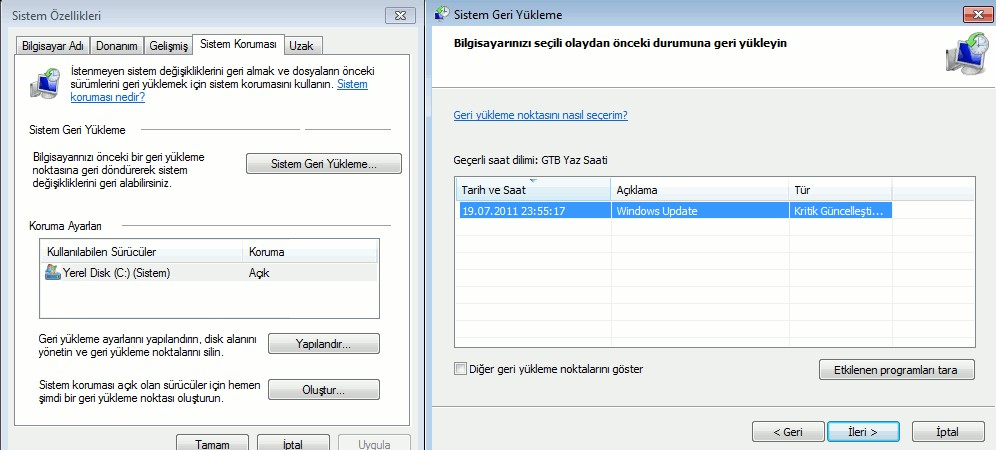 Sistem Özellikleri
Bilgisayar Adı
Donanım
Gelişmiş
Sistem Koruması
Uzak
İstenmeyen sistem değişikliklerini geri almak ve dosyaların önceki
sürümlerini geri yüklemek için sistem korumasını kullanın. Sistem
koruması nedir?
Sistem Geri Yükleme
Bilgisayarınızı önceki bir geri yükleme
noktasına geri döndürerek sistem
değişikliklerini geri alabilirsiniz.
Sistem Geri Yükleme...
Koruma Ayarları
Kullanılabilen Sürücüler
Koruma
Yerel Disk (C:) (Sistem)
Açık
Geri yükleme ayarlarını yapılandırın, disk alanını
yönetin ve geri yükleme noktalarını silin.
Yapılandır...
Sistem koruması açık olan sürücüler için hemen
şimdi bir geri yükleme noktası oluşturun.
Oluştur...
Tamam
İptal
Uygula
Sistem Geri Yükleme
Bilgisayarınızı seçili olaydan önceki durumuna geri yükleyin
Geri yükleme noktasını nasıl seçerim?
Geçerli saat dilimi: GTB Yaz Saati
Tarih ve Saat
Açıklama
Tür
19.07.2011 23:55:17
Windows Update
Kritik Güncelleşti...
Diğer geri yükleme noktalarını göster
Etkilenen programları tara
< Geri
İleri >
İptal